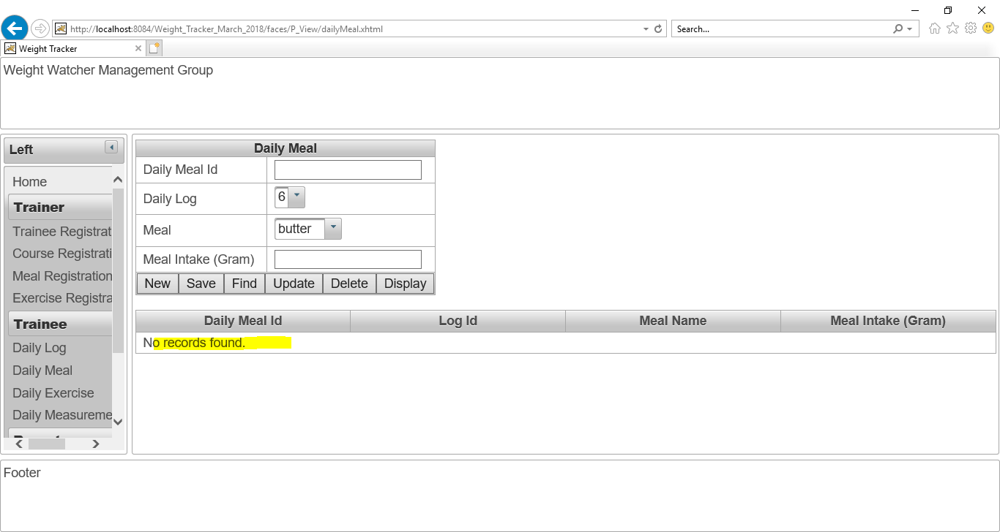 http://localhost:8084/Weight_Tracker_March_2018/faces/P_View/dailyMeal.xhtml
Search...
Weight Tracker
Weight Watcher Management Group
Left
Home
Trainer
Trainee Registrat
Course Registrati
Meal Registration
Exercise Registra
Trainee
Daily Log
Daily Meal
Daily Exercise
Daily Measureme
Daily Meal
Daily Meal Id
Daily Log 6
Meal butter
Meal Intake (Gram)
New Save Find Update Delete Display
Daily Meal Id Log Id Meal Name Meal Intake (Gram)
No records found.
Footer